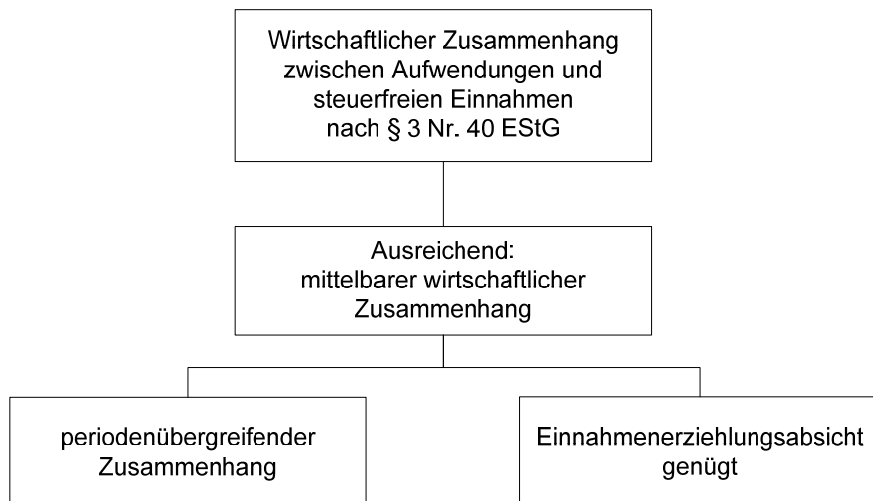 Wirtschaftlicher Zusammenhang
zwischen Aufwendungen und
steuerfreien Einnahmen
nach § 3 Nr. 40 EStG
Ausreichend:
mittelbarer wirtschaftlicher
Zusammenhang
periodenübergreifender
Zusammenhang
Einnahmenerziehlungsabsicht
genügt